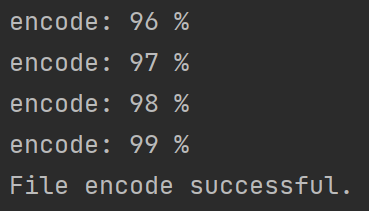 encode: 96 %
encode: 97 %
encode: 98 %
encode: 99 %
File encode successful.